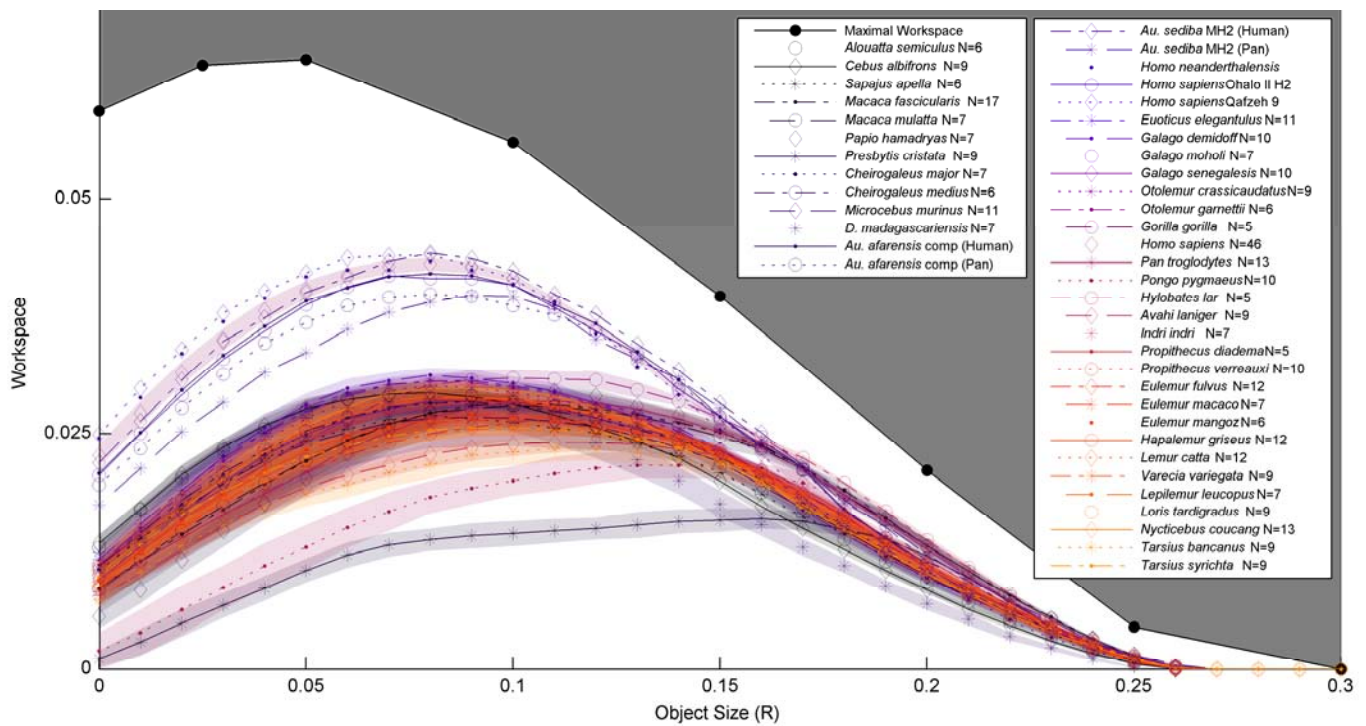 Maximal Workspace
Alouatta semiculus N=6
Cebus albifrons N=9
Sapajus apella N=6
Macaca fascicularis N=17
Macaca mulatta N=7
Papio hamadryas N=7
Presbytis cristata N=9
Cheirogaleus major N=7
Cheirogaleus medius N=6
Microcebus murinus N=11
D. madagascariensis N=7
Au. afarensis comp (Human)
Au. afarensis comp (Pan)
Au. sediba MH2 (Human)
Au. sediba MH2 (Pan)
Homo neanderthalensis
Homo sapiens Ohalo II H2
Homo sapiens Qafzeh 9
Euoticus elegantulus N=11
Galago demidoff N=10
Galago moholi N=7
Galago senegalesis N=10
Otolemur crassicaudatus N=9
Otolemur garnettii N=6
Gorilla gorilla N=5
Homo sapiens N=46
Pan troglodytes N=13
Pongo pygmaeus N=10
Hylobates lar N=5
Avahi laniger N=9
Indri indri N=7
Propithecus diadema N=5
Propithecus verreauxi N=10
Eulemur fulvus N=12
Eulemur macaco N=7
Eulemur mangoz N=6
Hapalemur griseus N=12
Lemur catta N=12
Varecia variegata N=9
Lepilemur leucopus N=7
Loris tardigradus N=9
Nycticebus coucang N=13
Tarsius bancanus N=9
Tarsius syrichta N=9
0.05
0.025
0
Workspace
0 0.05 0.1 0.15 0.2 0.25 0.3
Object Size (R)